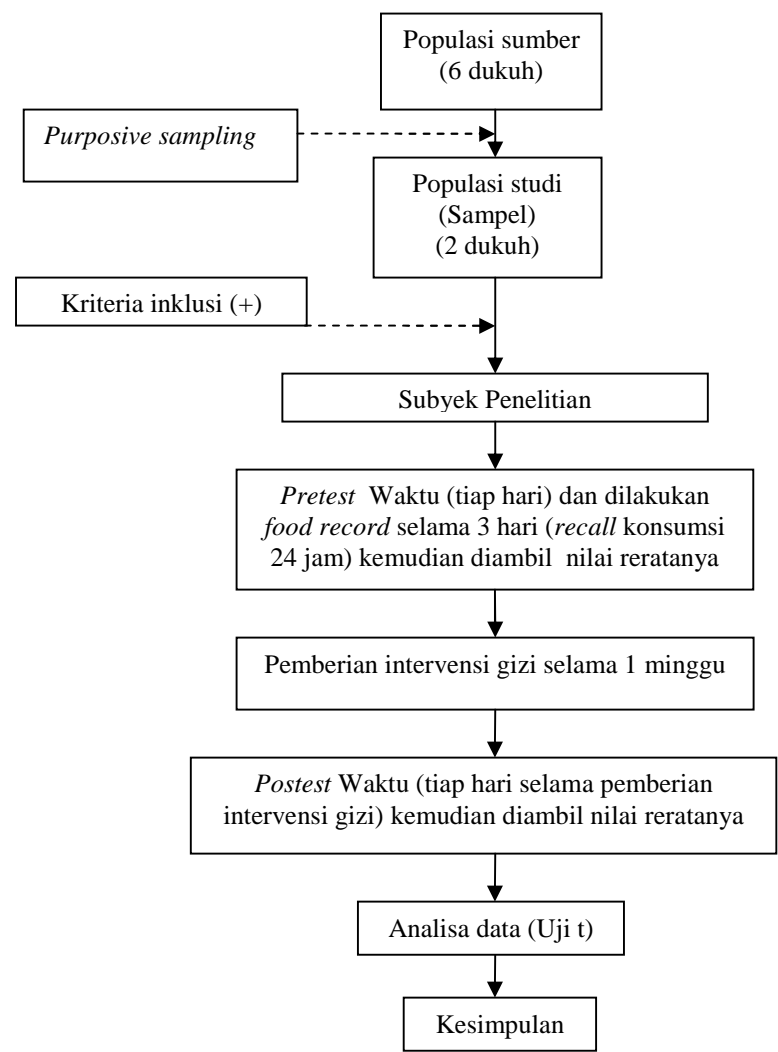 Populasi sumber
(6 dukuh)
Purposive sampling
Populasi studi
(Sampel)
(2 dukuh)
Kriteria inklusi (+)
Subyek Penelitian
Pretest Waktu (tiap hari) dan dilakukan
food record selama 3 hari (recall konsumsi
24 jam) kemudian diambil nilai reratanya
Pemberian intervensi gizi selama 1 minggu
Postest Waktu (tiap hari selama pemberian
intervensi gizi) kemudian diambil nilai reratanya
Analisa data (Uji t)
Kesimpulan